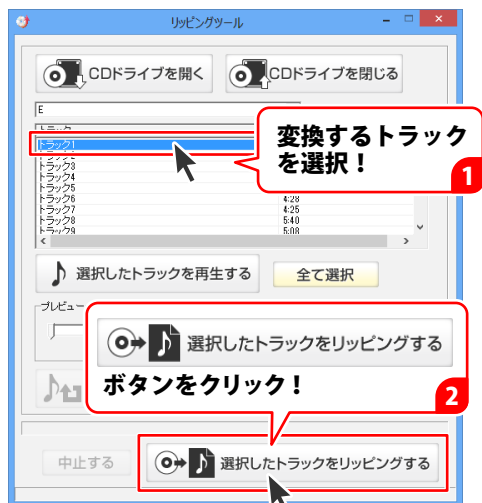 リッピングツール
CDドライブを開く
CDドライブを閉じる
E
トラック1
変換するトラック
を選択！
1
トラック3
トラック4
トラック5
トラック6 4:28
トラック7 4:25
トラック8 5:40
トラック9 5:08
選択したトラックを再生する
全て選択
プレビュー
選択したトラックをリッピングする
ボタンをクリック！
2
中止する
選択したトラックをリッピングする